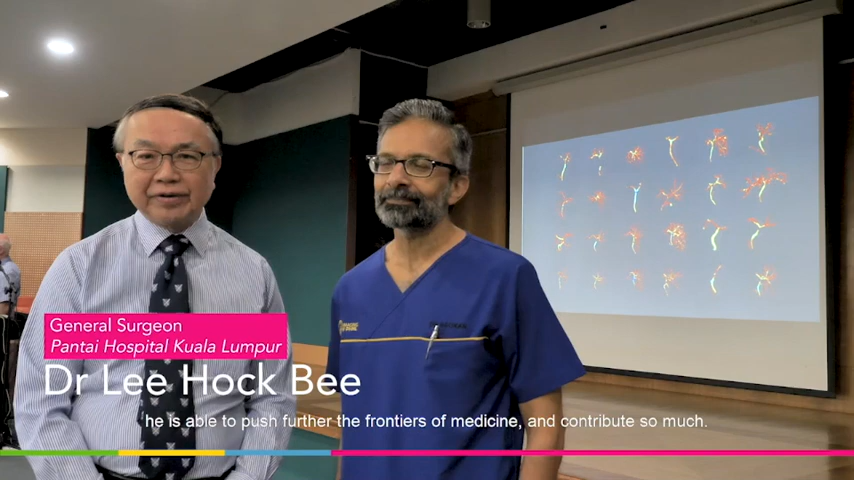 General Surgeon
Pantai Hospital Kuala Lumpur
Dr Lee Hock Bee
he is able to push further the frontiers of medicine, and contribute so much.